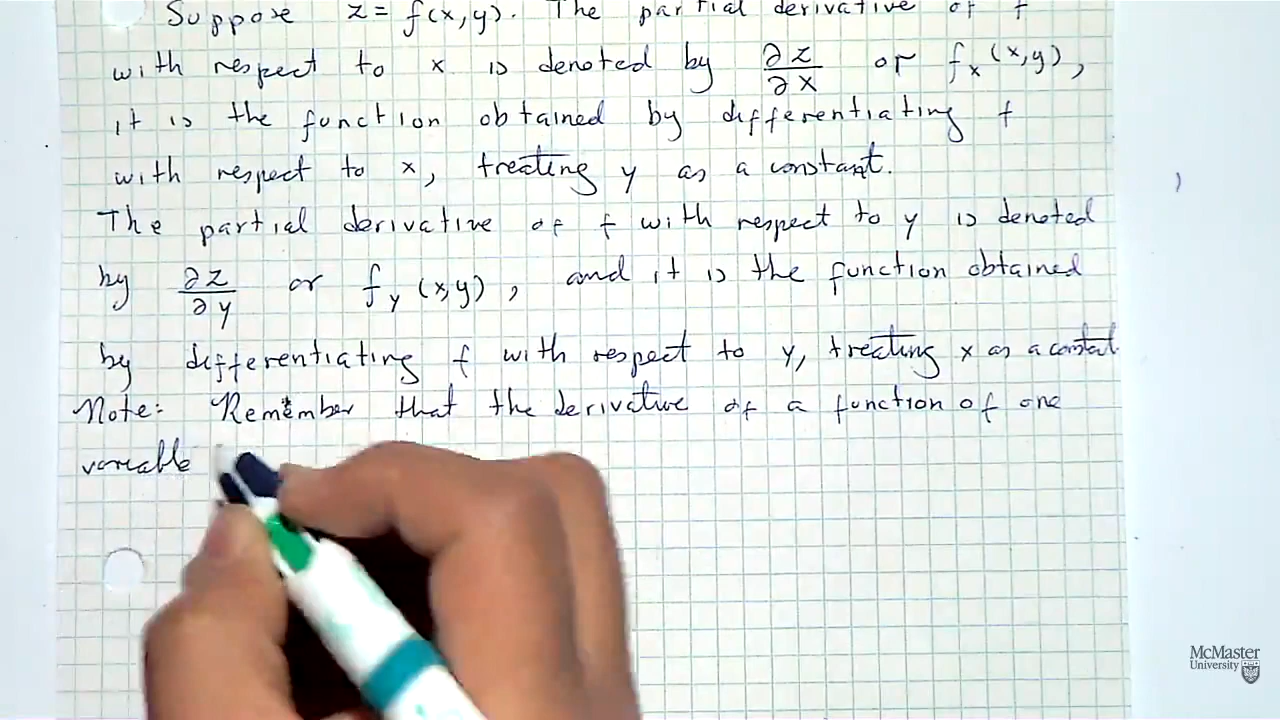 Suppose z = f(x,y). The partial derivative of f
with respect to x is denoted by ∂z/∂x or fₓ(x,y),
it is the function obtained by differentiating f
with respect to x, treating y as a constant.
The partial derivative of f with respect to y is denoted
by ∂z/∂y or f_y(x,y), and it is the function obtained
by differentiating f with respect to y, treating x as a constant
Note: Remember that the derivative of a function of one
variable
McMaster
University